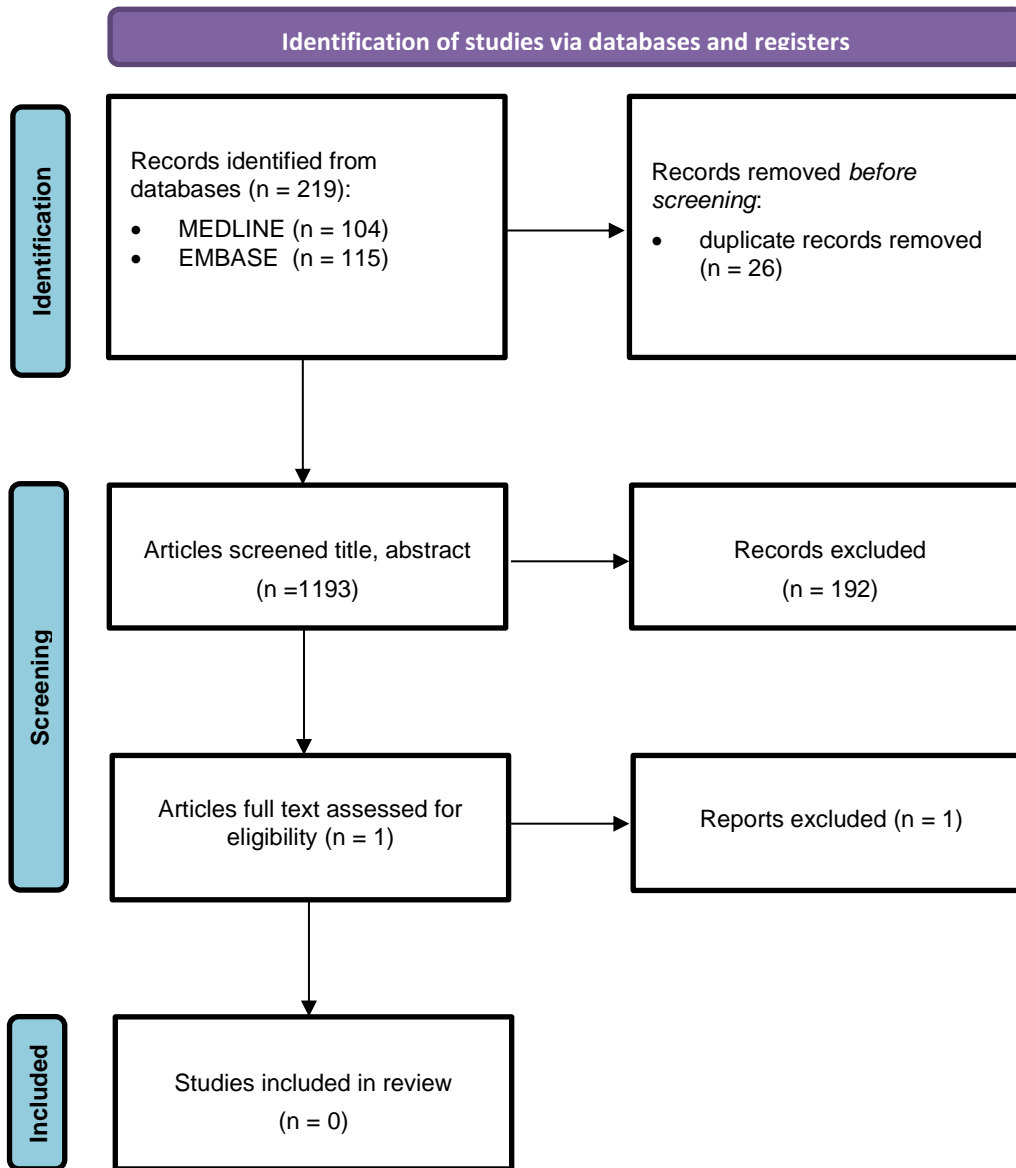 Identification of studies via databases and registers
Identification
Records identified from
databases (n = 219):
• MEDLINE (n = 104)
• EMBASE (n = 115)
Records removed before
screening:
• duplicate records removed
(n = 26)
Screening
Articles screened title, abstract
(n =1193)
Records excluded
(n = 192)
Articles full text assessed for
eligibility (n = 1)
Reports excluded (n = 1)
Included
Studies included in review
(n = 0)